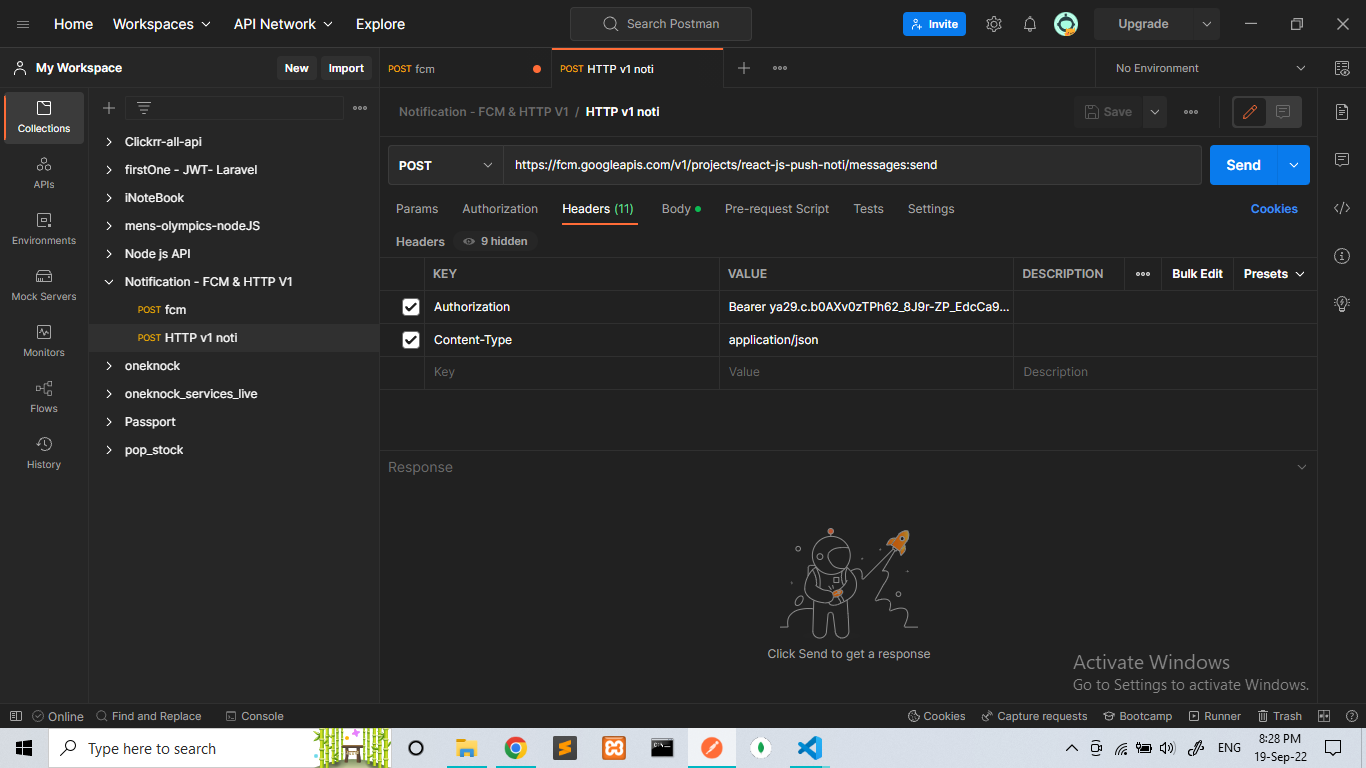 Home
Workspaces
API Network
Explore
Search Postman
Invite
Upgrade
My Workspace
New
Import
POST fcm
POST HTTP v1 noti
No Environment
Collections
APIs
Environments
Mock Servers
Monitors
Flows
History
Clickrr-all-api
firstOne - JWT- Laravel
iNoteBook
mens-olympics-nodeJS
Node js API
Notification - FCM & HTTP V1
POST fcm
POST HTTP v1 noti
oneknock
oneknock_services_live
Passport
pop_stock
Notification - FCM & HTTP V1 / HTTP v1 noti
Save
POST
https://fcm.googleapis.com/v1/projects/react-js-push-noti/messages:send
Send
Params
Authorization
Headers (11)
Body
Pre-request Script
Tests
Settings
Cookies
Headers
9 hidden
KEY VALUE DESCRIPTION
Bulk Edit
Presets
Authorization Bearer ya29.c.b0AXv0zTPh62_8J9r-ZP_EdcCa9...
Content-Type application/json
Key Value Description
Response
Click Send to get a response
Activate Windows
Go to Settings to activate Windows.
Online
Find and Replace
Console
Cookies
Capture requests
Bootcamp
Runner
Trash
Type here to search
ENG
8:28 PM
19-Sep-22